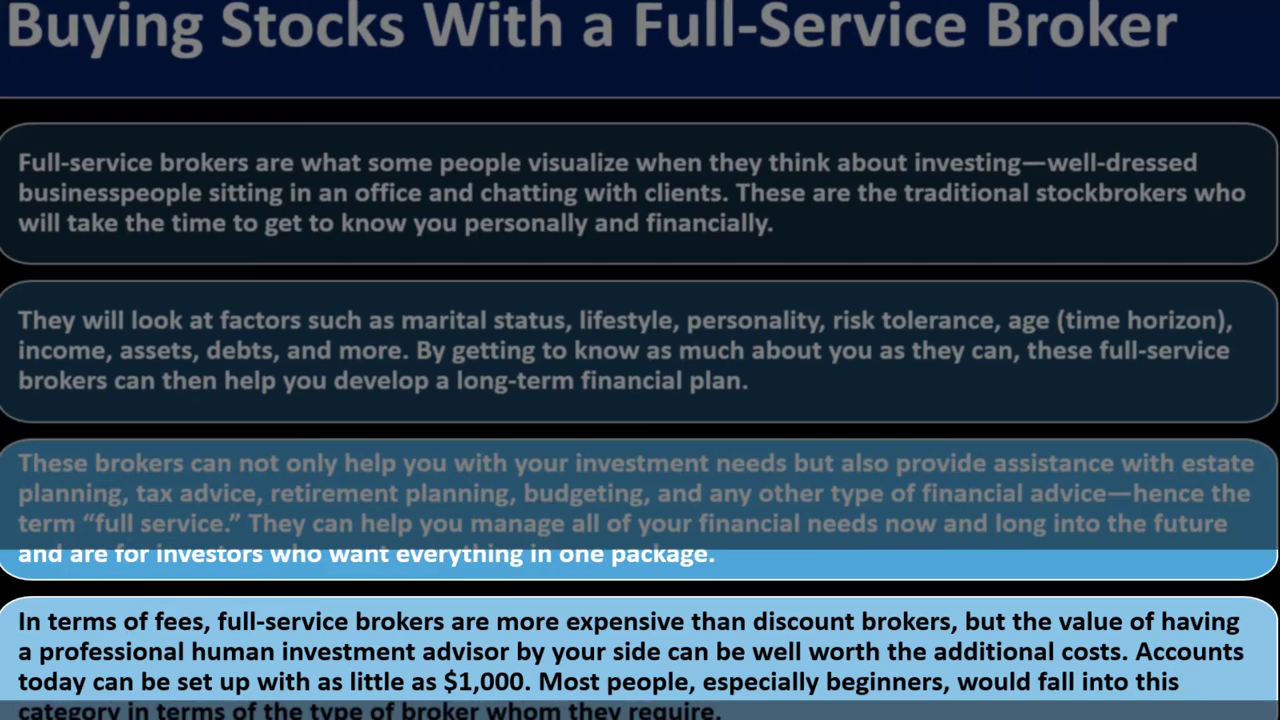 Buying Stocks With a Full-Service Broker
Full-service brokers are what some people visualize when they think about investing—well-dressed
businesspeople sitting in an office and chatting with clients. These are the traditional stockbrokers who
will take the time to get to know you personally and financially.
They will look at factors such as marital status, lifestyle, personality, risk tolerance, age (time horizon),
income, assets, debts, and more. By getting to know as much about you as they can, these full-service
brokers can then help you develop a long-term financial plan.
These brokers can not only help you with your investment needs but also provide assistance with estate
planning, tax advice, retirement planning, budgeting, and any other type of financial advice—hence the
term “full service.” They can help you manage all of your financial needs now and long into the future
and are for investors who want everything in one package.
In terms of fees, full-service brokers are more expensive than discount brokers, but the value of having
a professional human investment advisor by your side can be well worth the additional costs. Accounts
today can be set up with as little as $1,000. Most people, especially beginners, would fall into this
category in terms of the type of broker whom they require.